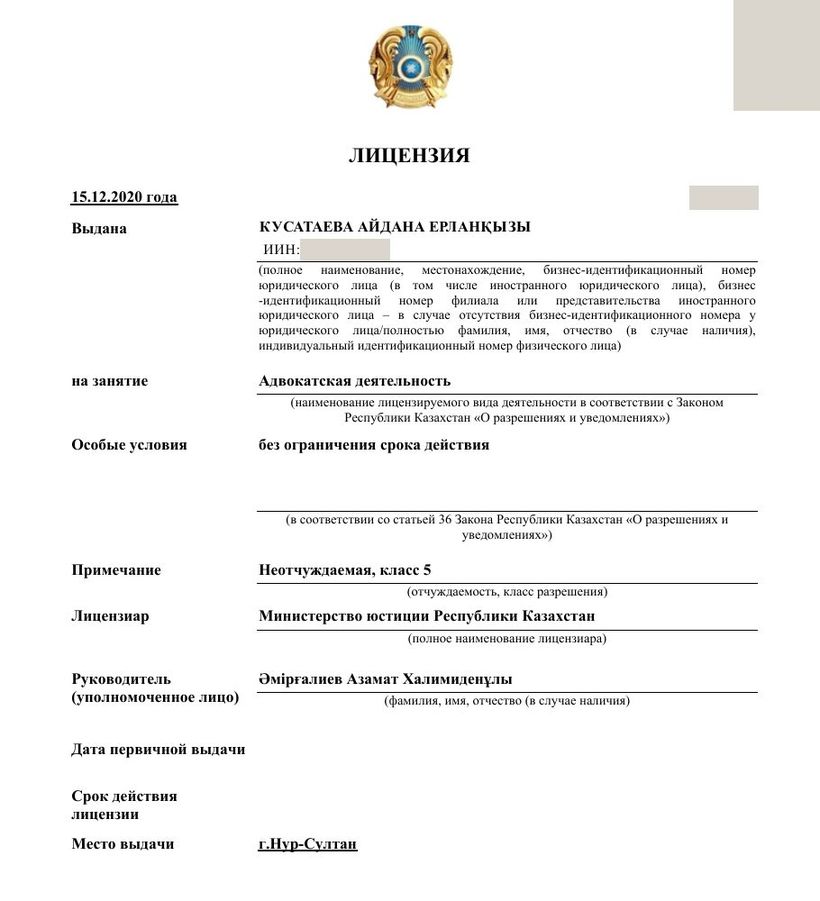 ЛИЦЕНЗИЯ
15.12.2020 года
Выдана
КУСАТАЕВА АЙДАНА ЕРЛАНҚЫЗЫ
ИИН:
(полное наименование, местонахождение, бизнес-идентификационный номер
юридического лица (в том числе иностранного юридического лица), бизнес
-идентификационный номер филиала или представительства иностранного
юридического лица – в случае отсутствия бизнес-идентификационного номера у
юридического лица/полностью фамилия, имя, отчество (в случае наличия),
индивидуальный идентификационный номер физического лица)
на занятие
Адвокатская деятельность
(наименование лицензируемого вида деятельности в соответствии с Законом
Республики Казахстан «О разрешениях и уведомлениях»)
Особые условия
без ограничения срока действия
(в соответствии со статьей 36 Закона Республики Казахстан «О разрешениях и
уведомлениях»)
Примечание
Неотчуждаемая, класс 5
(отчуждаемость, класс разрешения)
Лицензиар
Министерство юстиции Республики Казахстан
(полное наименование лицензиара)
Руководитель
(уполномоченное лицо)
Әмірғалиев Азамат Халимиденұлы
(фамилия, имя, отчество (в случае наличия)
Дата первичной выдачи
Срок действия
лицензии
Место выдачи
г.Нур-Султан